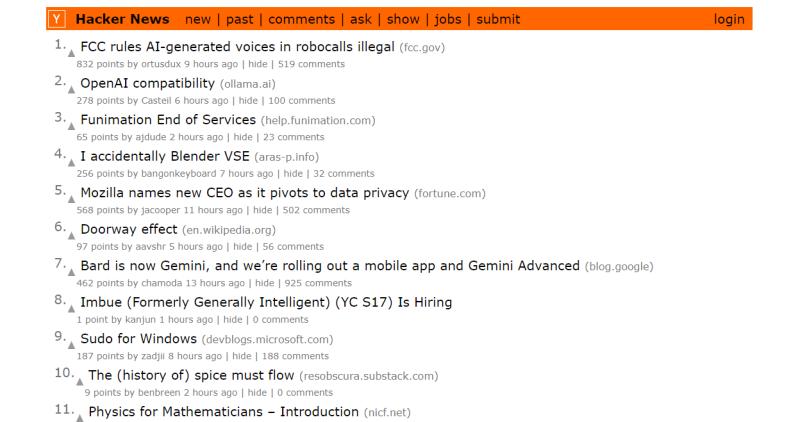 Y Hacker News new | past | comments | ask | show | jobs | submit login
1. ▲ FCC rules AI-generated voices in robocalls illegal (fcc.gov)
832 points by ortusdux 9 hours ago | hide | 519 comments
2. ▲ OpenAI compatibility (ollama.ai)
278 points by Casteil 6 hours ago | hide | 100 comments
3. ▲ Funimation End of Services (help.funimation.com)
65 points by ajdude 2 hours ago | hide | 23 comments
4. ▲ I accidentally Blender VSE (aras-p.info)
256 points by bangonkeyboard 7 hours ago | hide | 32 comments
5. ▲ Mozilla names new CEO as it pivots to data privacy (fortune.com)
568 points by jacooper 11 hours ago | hide | 502 comments
6. ▲ Doorway effect (en.wikipedia.org)
97 points by aavshr 5 hours ago | hide | 56 comments
7. ▲ Bard is now Gemini, and we’re rolling out a mobile app and Gemini Advanced (blog.google)
462 points by chamoda 13 hours ago | hide | 925 comments
8. ▲ Imbue (Formerly Generally Intelligent) (YC S17) Is Hiring
1 point by kanjun 1 hours ago | hide | 0 comments
9. ▲ Sudo for Windows (devblogs.microsoft.com)
187 points by zadjii 8 hours ago | hide | 188 comments
10. ▲ The (history of) spice must flow (resobscura.substack.com)
9 points by benbreen 2 hours ago | hide | 0 comments
11. ▲ Physics for Mathematicians – Introduction (nicf.net)